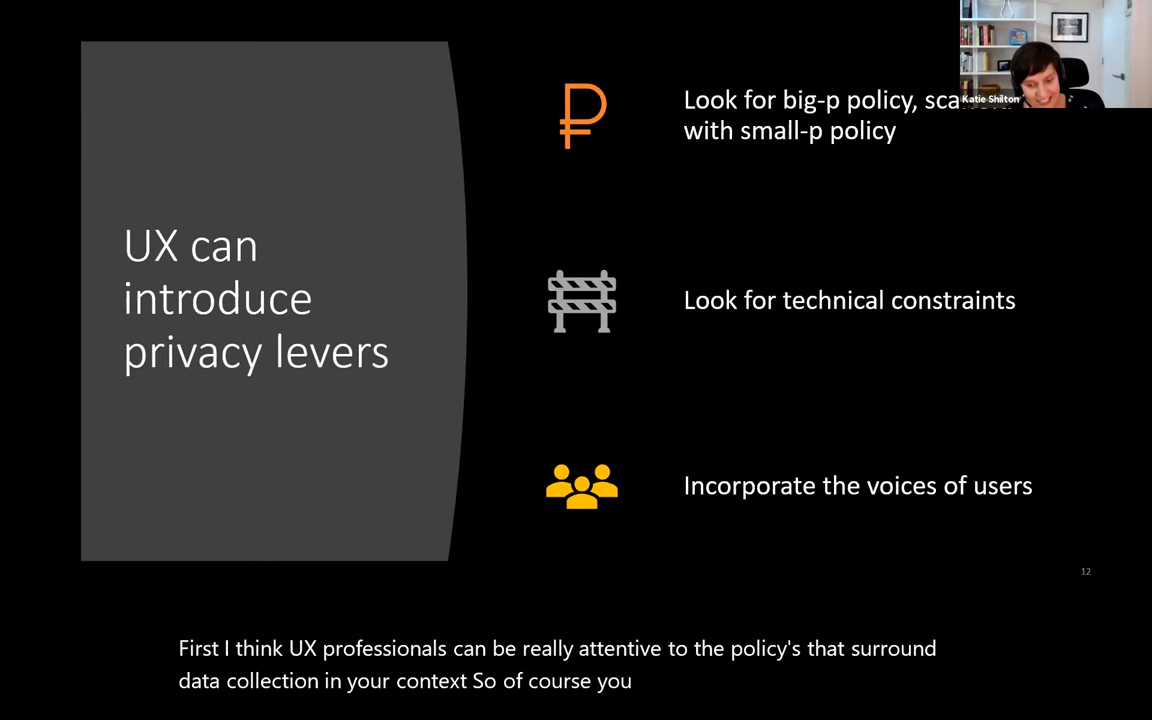 UX can
introduce
privacy levers
Look for big-p policy,
with small-p policy
Look for technical constraints
Incorporate the voices of users
Katie Shilton
12
First I think UX professionals can be really attentive to the policy's that surround
data collection in your context So of course you